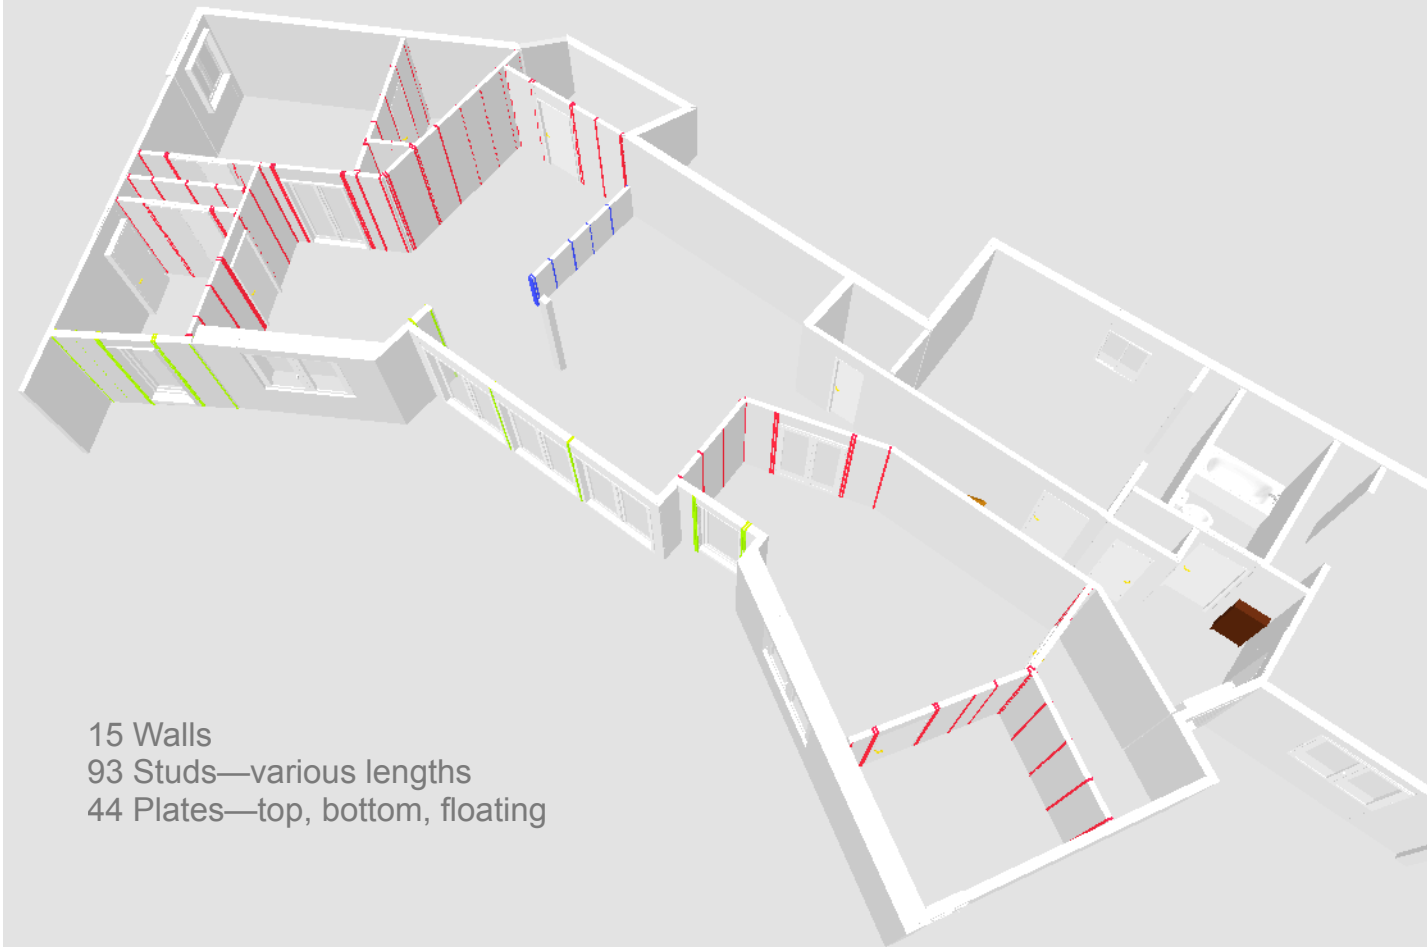 15 Walls
93 Studs—various lengths
44 Plates—top, bottom, floating